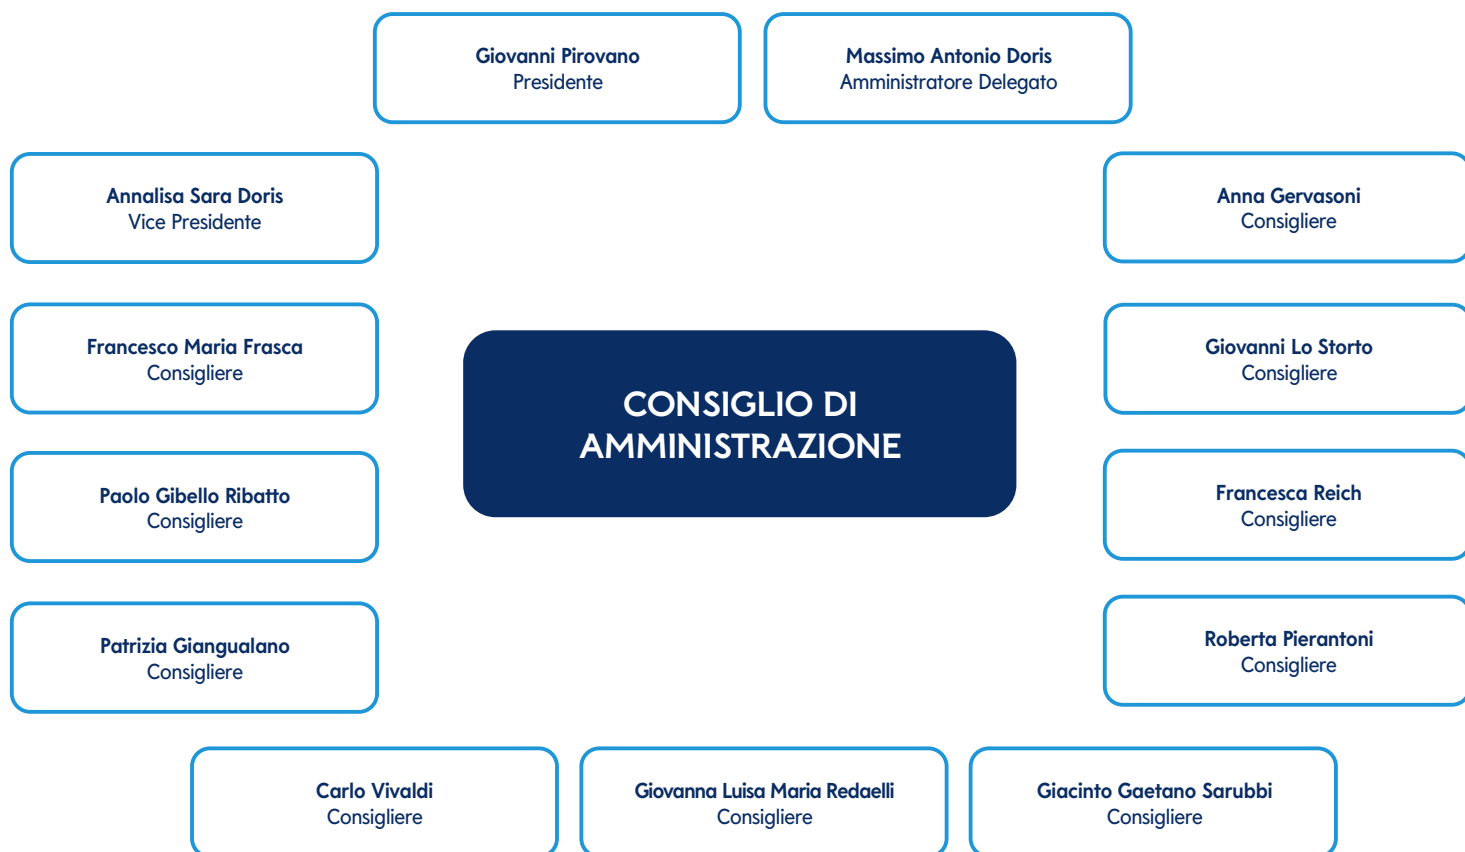 Giovanni Pirovano
Presidente
Massimo Antonio Doris
Amministratore Delegato
Annalisa Sara Doris
Vice Presidente
Anna Gervasoni
Consigliere
Francesco Maria Frasca
Consigliere
Giovanni Lo Storto
Consigliere
CONSIGLIO DI
AMMINISTRAZIONE
Paolo Gibello Ribatto
Consigliere
Francesca Reich
Consigliere
Patrizia Giangualano
Consigliere
Roberta Pierantoni
Consigliere
Carlo Vivaldi
Consigliere
Giovanna Luisa Maria Redaelli
Consigliere
Giacinto Gaetano Sarubbi
Consigliere